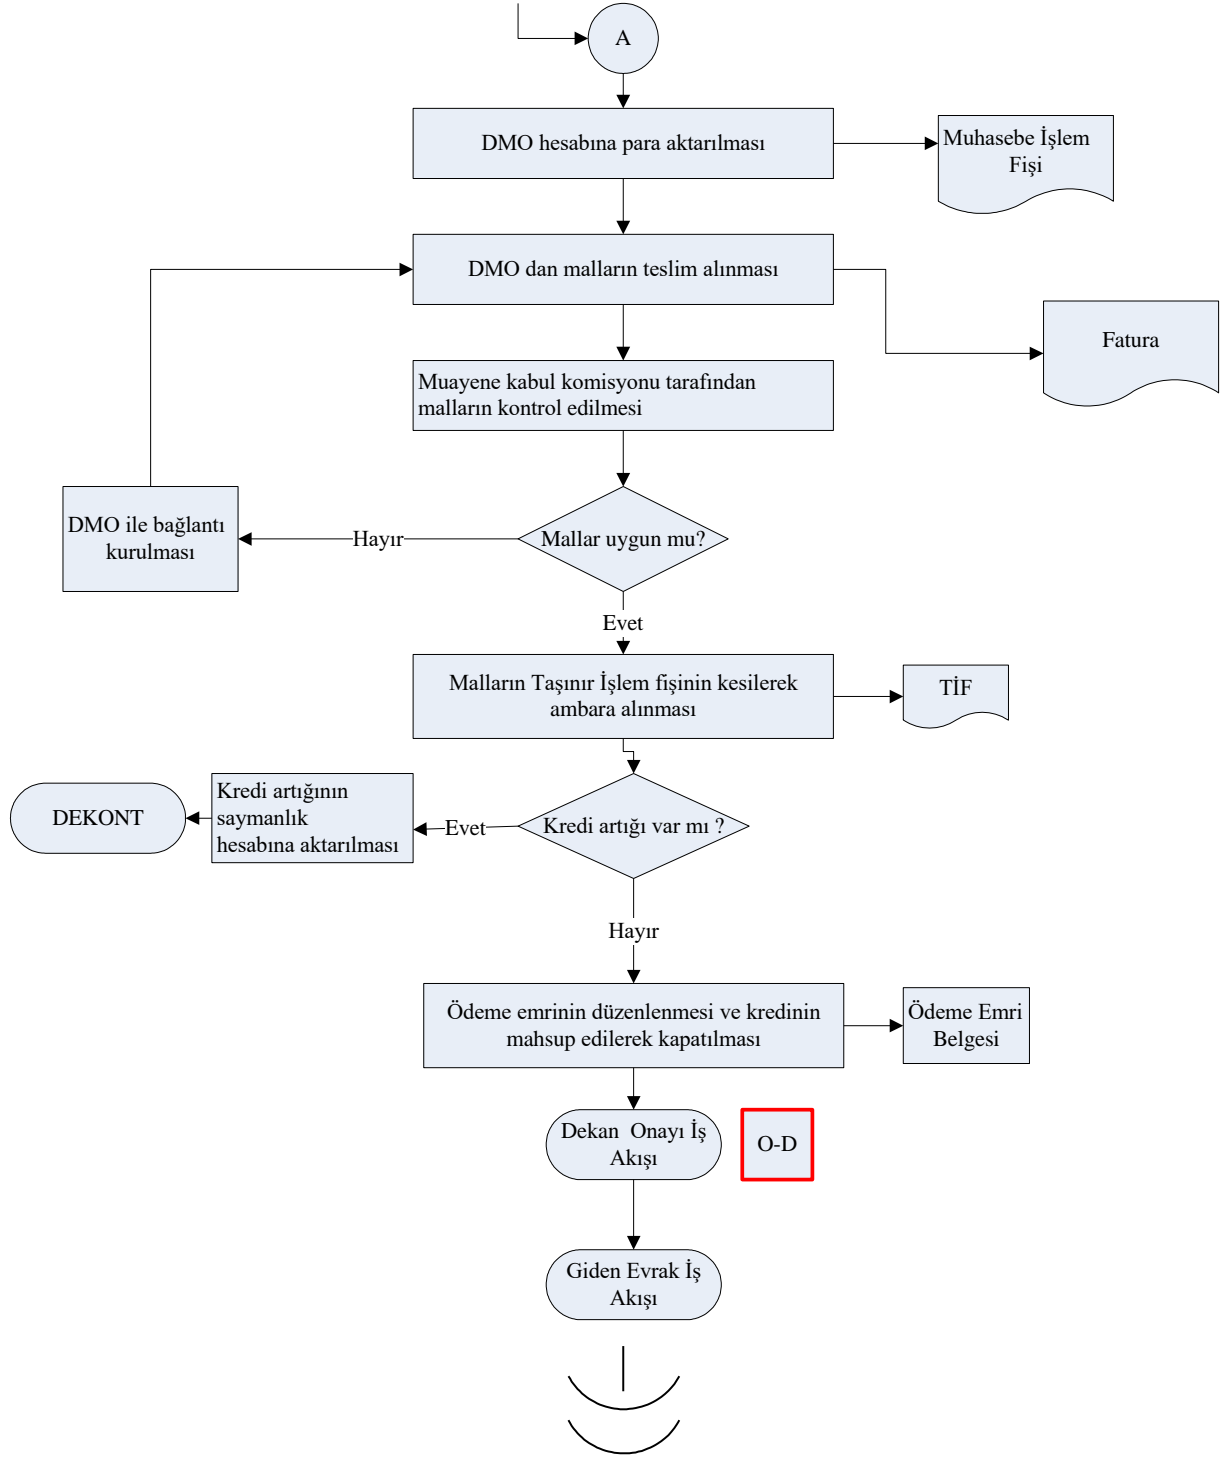 A
DMO hesabına para aktarılması
Muhasebe İşlem
Fişi
DMO dan malların teslim alınması
Fatura
Muayene kabul komisyonu tarafından
malların kontrol edilmesi
DMO ile bağlantı
kurulması
Hayır
Mallar uygun mu?
Evet
Malların Taşınır İşlem fişinin kesilerek
ambara alınması
TİF
DEKONT
Kredi artığının
saymanlık
hesabına aktarılması
Evet
Kredi artığı var mı ?
Hayır
Ödeme emrinin düzenlenmesi ve kredinin
mahsup edilerek kapatılması
Ödeme Emri
Belgesi
Dekan  Onayı İş
Akışı
O-D
Giden Evrak İş
Akışı